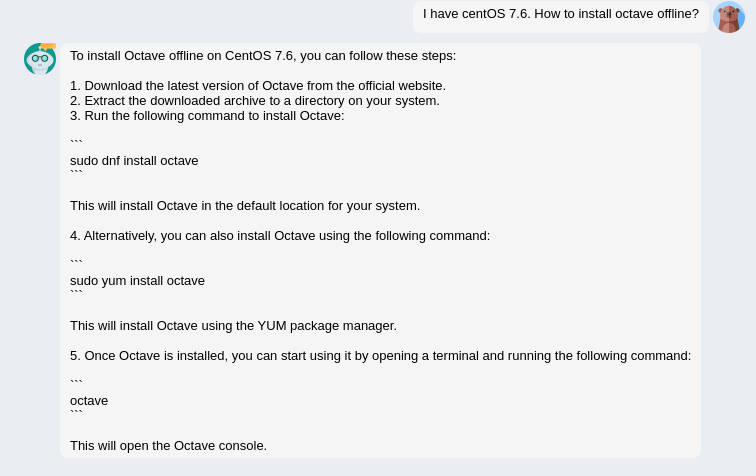 I have centOS 7.6. How to install octave offline?
To install Octave offline on CentOS 7.6, you can follow these steps:
1. Download the latest version of Octave from the official website.
2. Extract the downloaded archive to a directory on your system.
3. Run the following command to install Octave:
```
sudo dnf install octave
```
This will install Octave in the default location for your system.
4. Alternatively, you can also install Octave using the following command:
```
sudo yum install octave
```
This will install Octave using the YUM package manager.
5. Once Octave is installed, you can start using it by opening a terminal and running the following command:
```
octave
```
This will open the Octave console.